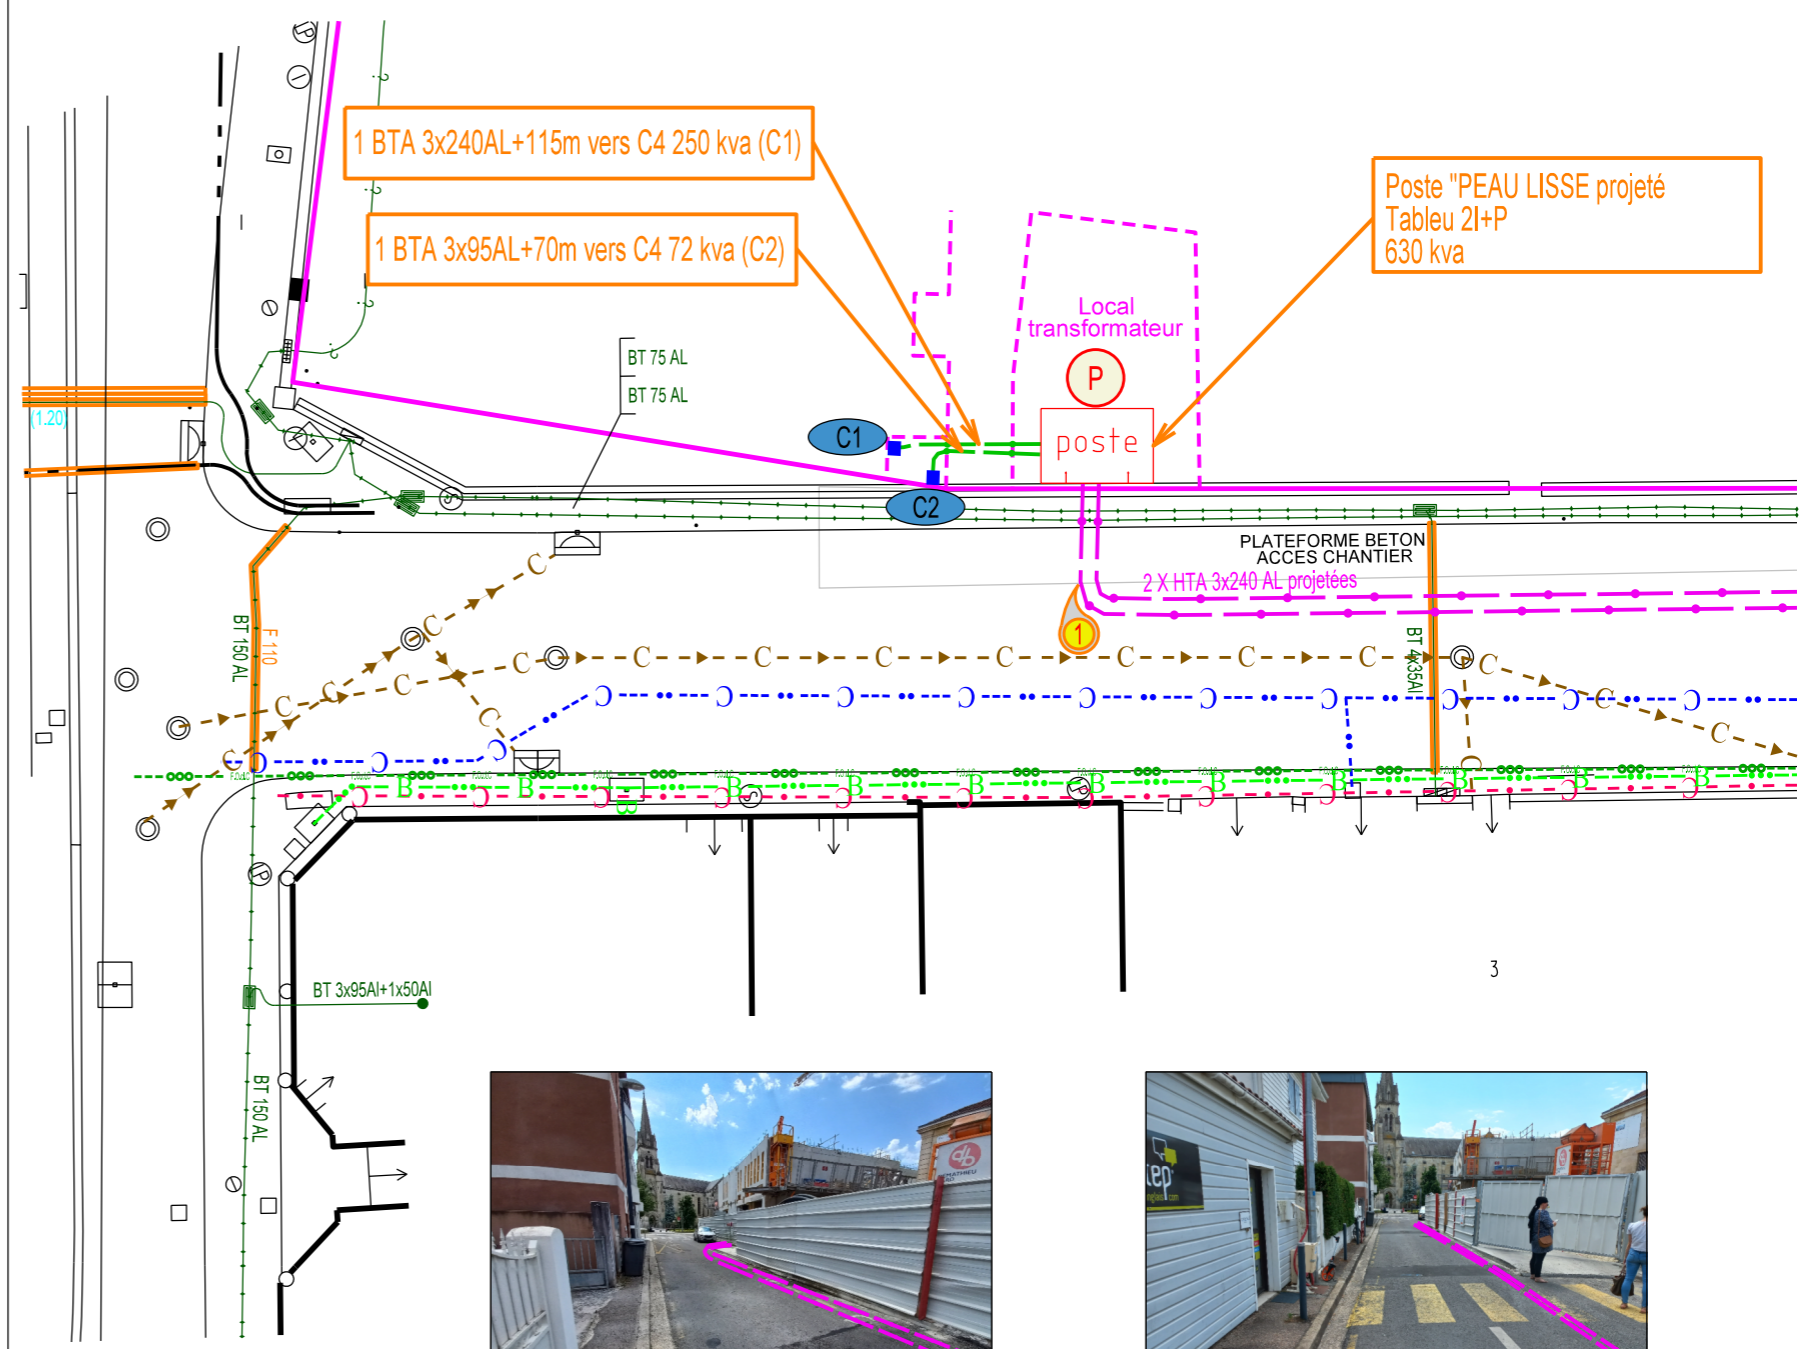 1 BTA 3x240AL+115m vers C4 250 kva (C1)
1 BTA 3x95AL+70m vers C4 72 kva (C2)
Poste "PEAU LISSE projeté
Tableu 2I+P
630 kva
Local
transformateur
P
poste
C1
C2
BT 75 AL
BT 75 AL
(1.20)
PLATEFORME BETON
ACCES CHANTIER
2 X HTA 3x240 AL projetées
1
F 110
BT 150 AL
BT 4x35Al
BT 3x95Al+1x50Al
BT 150 AL
3